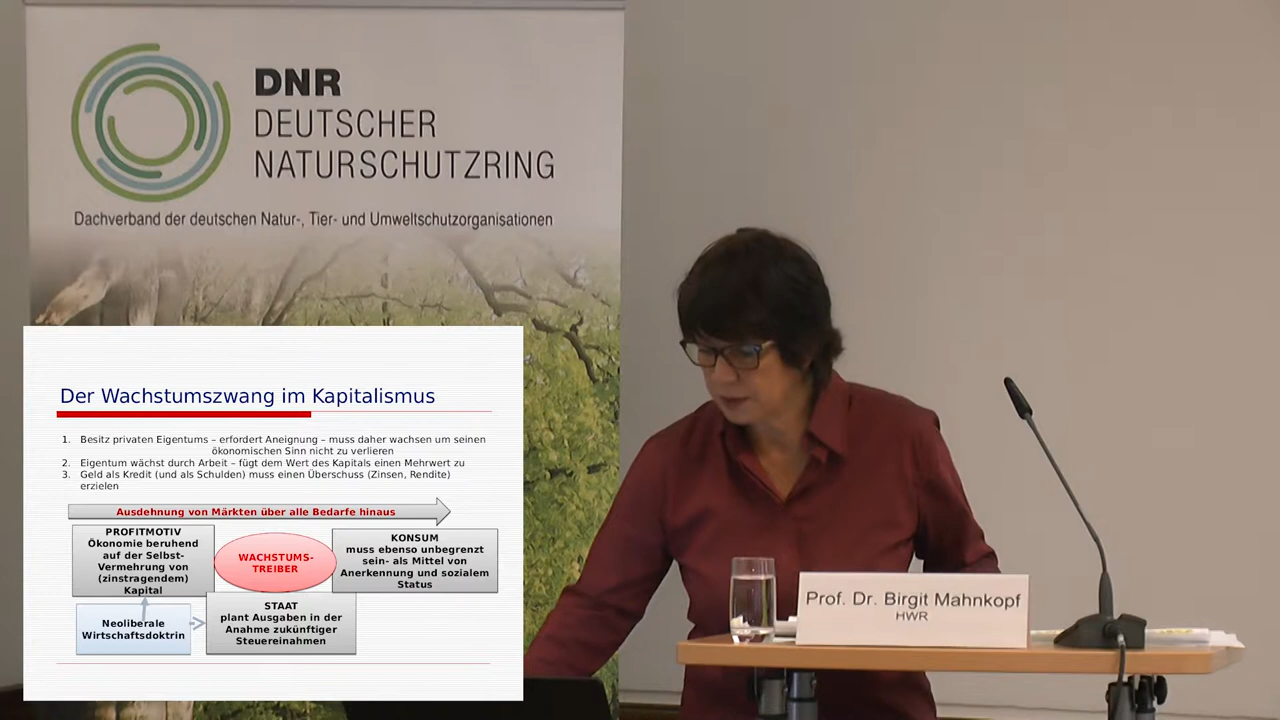 DNR
DEUTSCHER
NATURSCHUTZRING
Dachverband der deutschen Natur-, Tier- und Umweltschutzorganisationen
Der Wachstumszwang im Kapitalismus
1. Besitz privaten Eigentums – erfordert Aneignung – muss daher wachsen um seinen
ökonomischen Sinn nicht zu verlieren
2. Eigentum wächst durch Arbeit – fügt dem Wert des Kapitals einen Mehrwert zu
3. Geld als Kredit (und als Schulden) muss einen Überschuss (Zinsen, Rendite)
erzielen
Ausdehnung von Märkten über alle Bedarfe hinaus
PROFITMOTIV
Ökonomie beruhend
auf der Selbst-
Vermehrung von
(zinstragendem)
Kapital
WACHSTUMS-
TREIBER
KONSUM
muss ebenso unbegrenzt
sein- als Mittel von
Anerkennung und sozialem
Status
Neoliberale
Wirtschaftsdoktrin
STAAT
plant Ausgaben in der
Anahme zukünftiger
Steuereinahmen
Prof. Dr. Birgit Mahnkopf
HWR